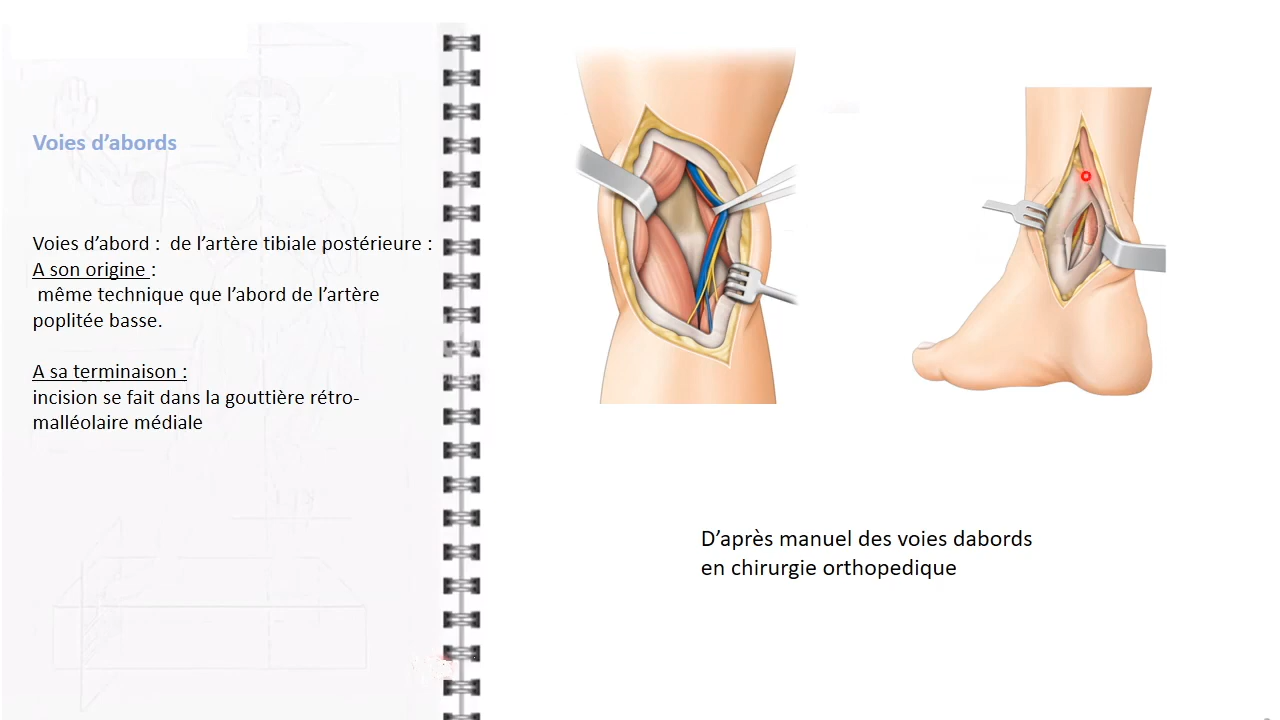 Voies d’abords
Voies d’abord :  de l’artère tibiale postérieure :
A son origine :
même technique que l’abord de l’artère
poplitée basse.
A sa terminaison :
incision se fait dans la gouttière rétro-
malléolaire médiale
D’après manuel des voies dabords
en chirurgie orthopedique